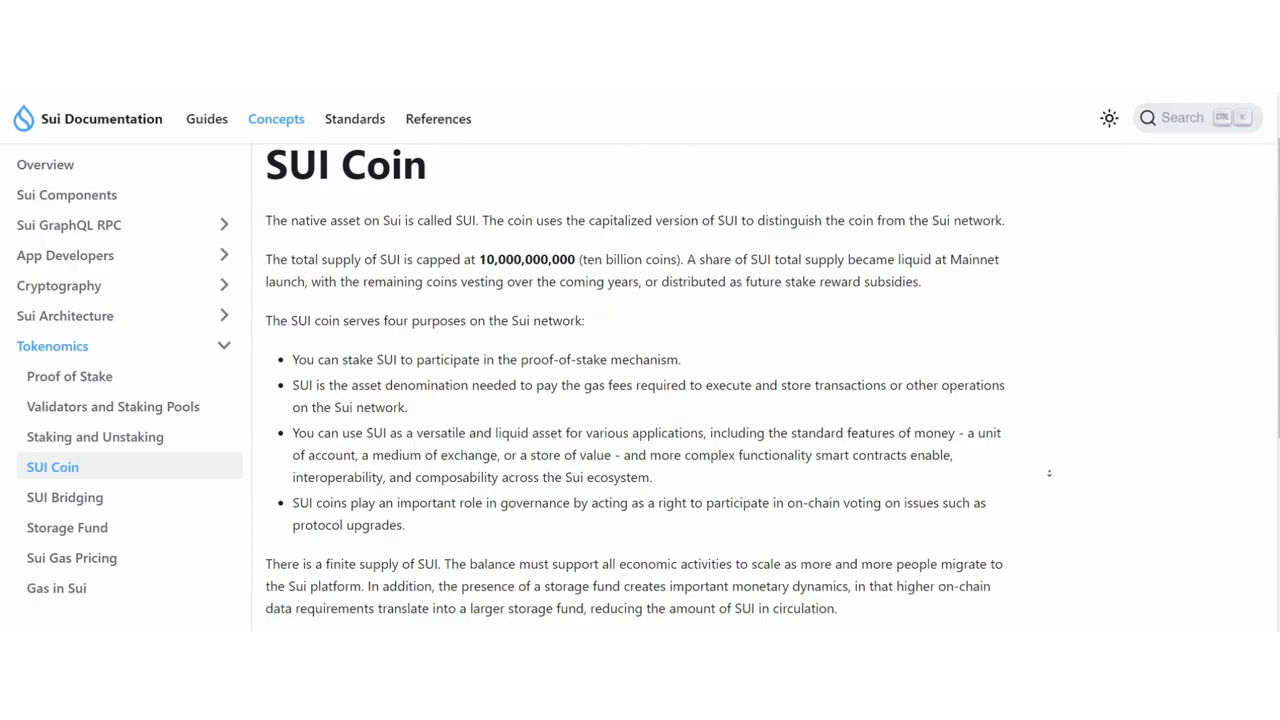 Sui Documentation Guides Concepts Standards References Search CTRL K
Overview
Sui Components
Sui GraphQL RPC
App Developers
Cryptography
Sui Architecture
Tokenomics
Proof of Stake
Validators and Staking Pools
Staking and Unstaking
SUI Coin
SUI Bridging
Storage Fund
Sui Gas Pricing
Gas in Sui
SUI Coin
The native asset on Sui is called SUI. The coin uses the capitalized version of SUI to distinguish the coin from the Sui network.
The total supply of SUI is capped at 10,000,000,000 (ten billion coins). A share of SUI total supply became liquid at Mainnet
launch, with the remaining coins vesting over the coming years, or distributed as future stake reward subsidies.
The SUI coin serves four purposes on the Sui network:
• You can stake SUI to participate in the proof-of-stake mechanism.
• SUI is the asset denomination needed to pay the gas fees required to execute and store transactions or other operations
on the Sui network.
• You can use SUI as a versatile and liquid asset for various applications, including the standard features of money - a unit
of account, a medium of exchange, or a store of value - and more complex functionality smart contracts enable,
interoperability, and composability across the Sui ecosystem.
• SUI coins play an important role in governance by acting as a right to participate in on-chain voting on issues such as
protocol upgrades.
There is a finite supply of SUI. The balance must support all economic activities to scale as more and more people migrate to
the Sui platform. In addition, the presence of a storage fund creates important monetary dynamics, in that higher on-chain
data requirements translate into a larger storage fund, reducing the amount of SUI in circulation.